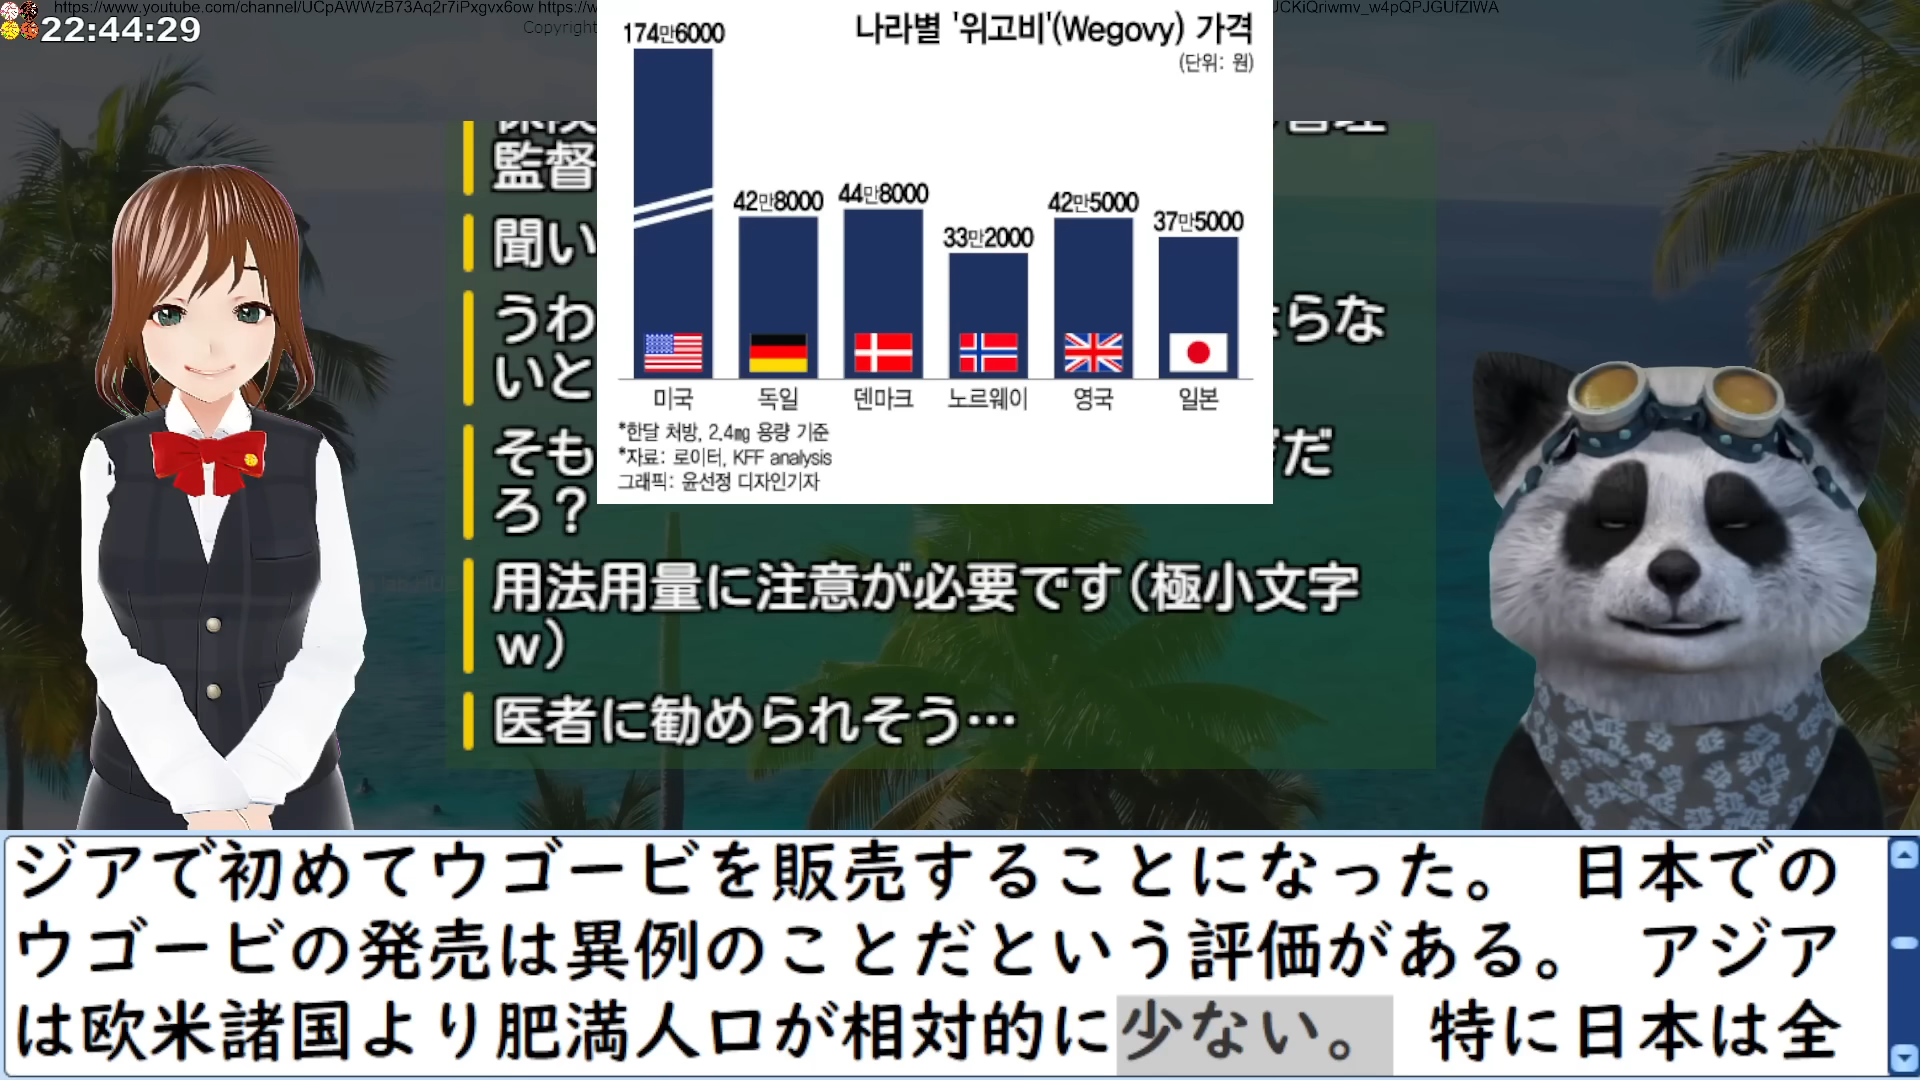 https://www.youtube.com/channel/UCpAWWzB73Aq2r7iPxgvx6ow https://w
JCKiQriwmv_w4pQPJGUfZlWA
22:44:29
Copyright
나라별 '위고비'(Wegovy) 가격
(단위: 원)
174만6000
42만8000
44만8000
33만2000
42만5000
37만5000
미국
독일
덴마크
노르웨이
영국
일본
*한달 처방, 2.4㎎ 용량 기준
*자료: 로이터, KFF analysis
그래픽: 윤선정 디자인기자
監督
聞い
うわ
らな
いと
そも
だ
ろ？
用法用量に注意が必要です（極小文字
ｗ）
医者に勧められそう…
ジアで初めてウゴービを販売することになった。 日本での
ウゴービの発売は異例のことだという評価がある。 アジア
は欧米諸国より肥満人口が相対的に少ない。 特に日本は全